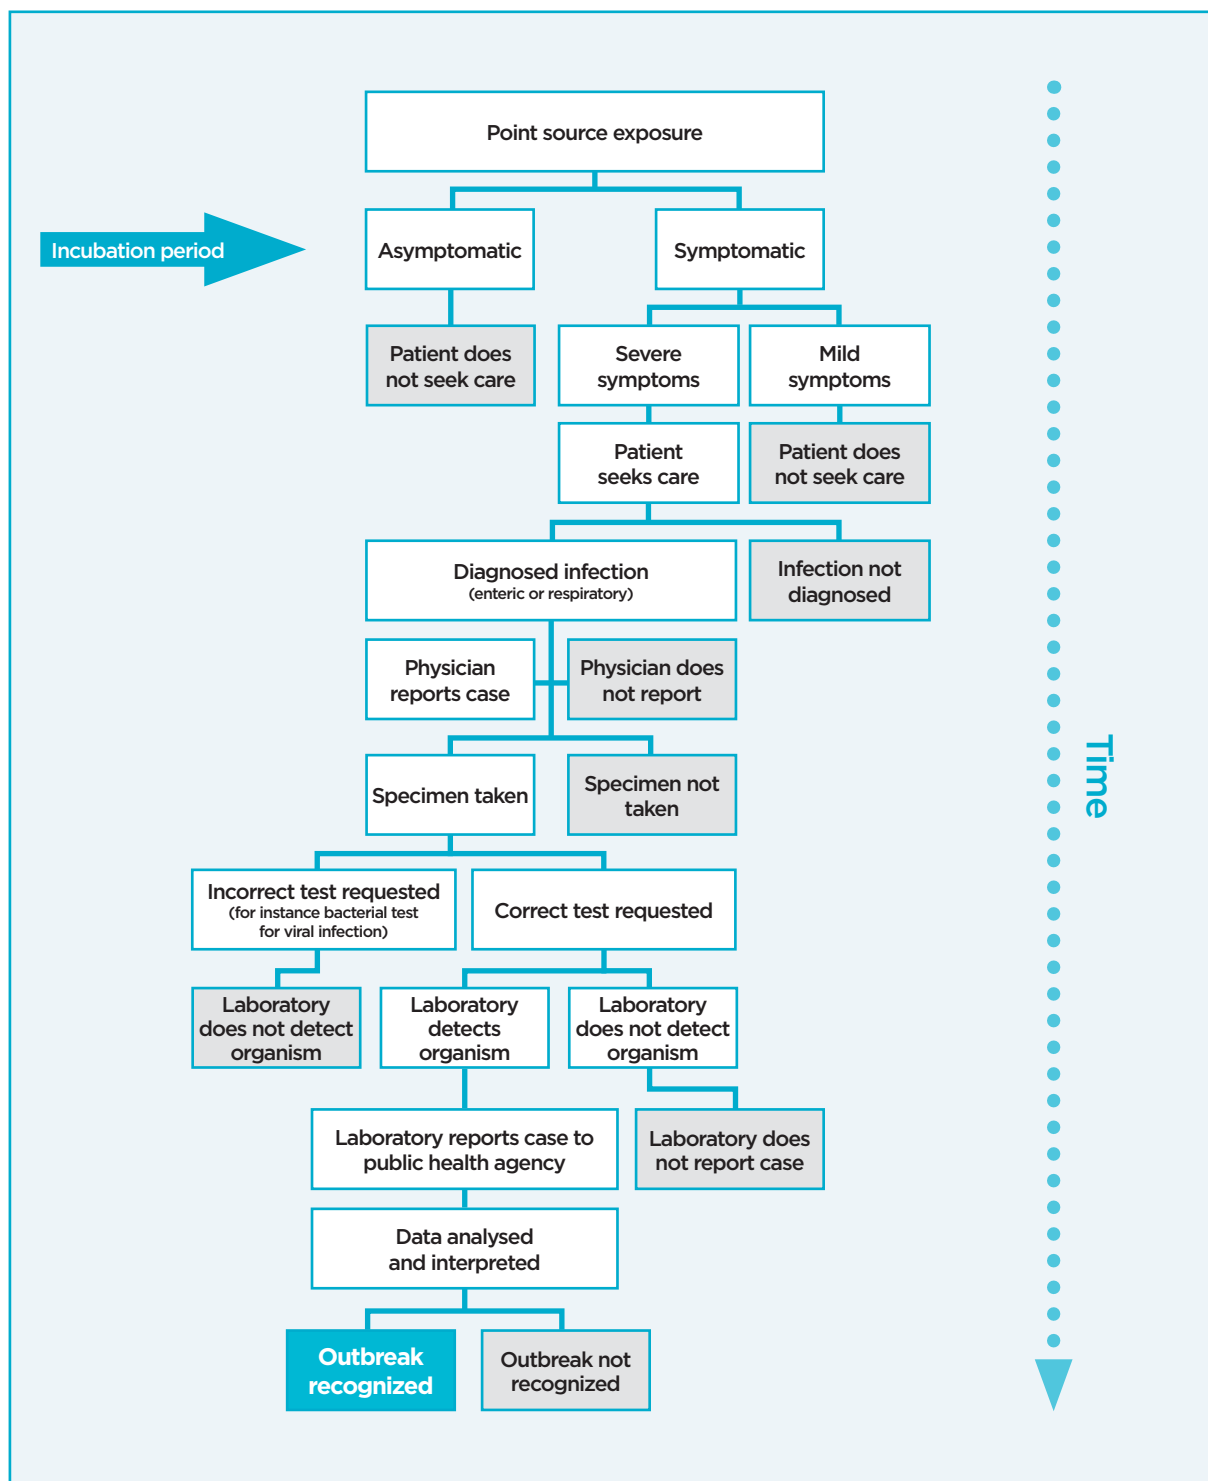 Point source exposure
Incubation period
Asymptomatic
Symptomatic
Patient does
not seek care
Severe
symptoms
Mild
symptoms
Patient
seeks care
Patient does
not seek care
Diagnosed infection
(enteric or respiratory)
Infection not
diagnosed
Physician
reports case
Physician does
not report
Time
Specimen taken
Specimen not
taken
Incorrect test requested
(for instance bacterial test
for viral infection)
Correct test requested
Laboratory
does not detect
organism
Laboratory
detects
organism
Laboratory
does not detect
organism
Laboratory reports case to
public health agency
Laboratory does
not report case
Data analysed
and interpreted
Outbreak
recognized
Outbreak not
recognized